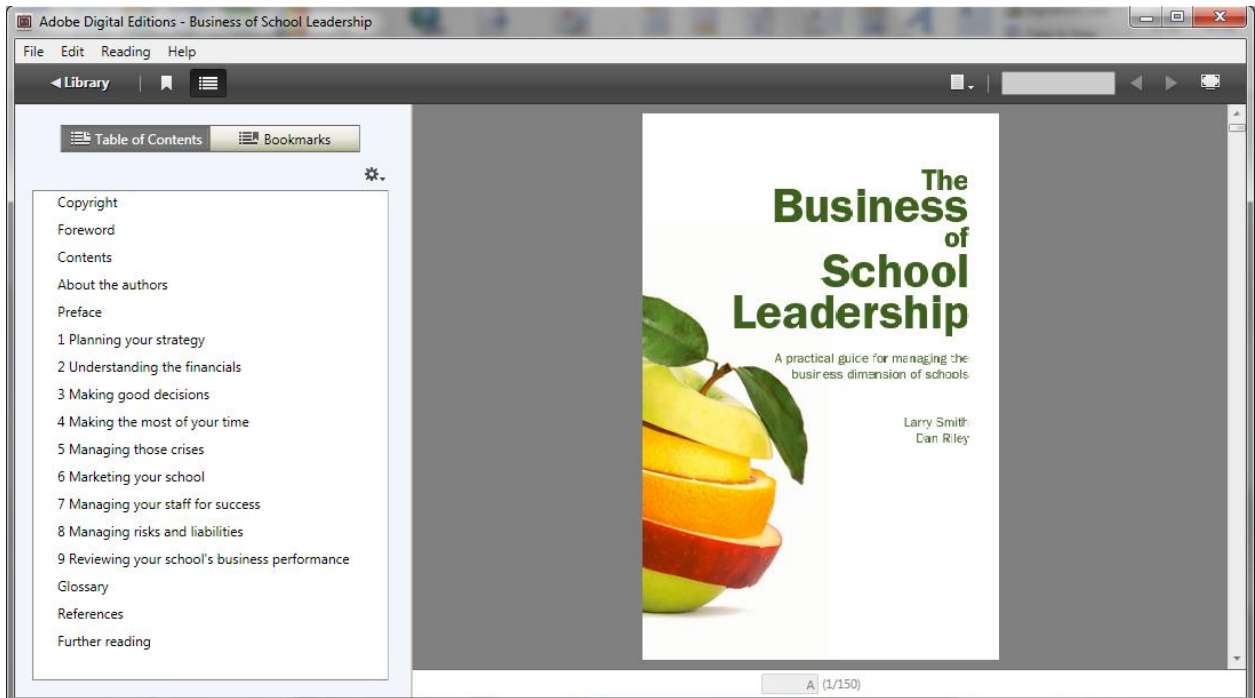 Adobe Digital Editions - Business of School Leadership
File Edit Reading Help
Library
Table of Contents Bookmarks
Copyright
Foreword
Contents
About the authors
Preface
1 Planning your strategy
2 Understanding the financials
3 Making good decisions
4 Making the most of your time
5 Managing those crises
6 Marketing your school
7 Managing your staff for success
8 Managing risks and liabilities
9 Reviewing your school's business performance
Glossary
References
Further reading
The
Business
of
School
Leadership
A practical guide for managing the
business dimension of schools
Larry Smith
Dan Riley
A (1/150)